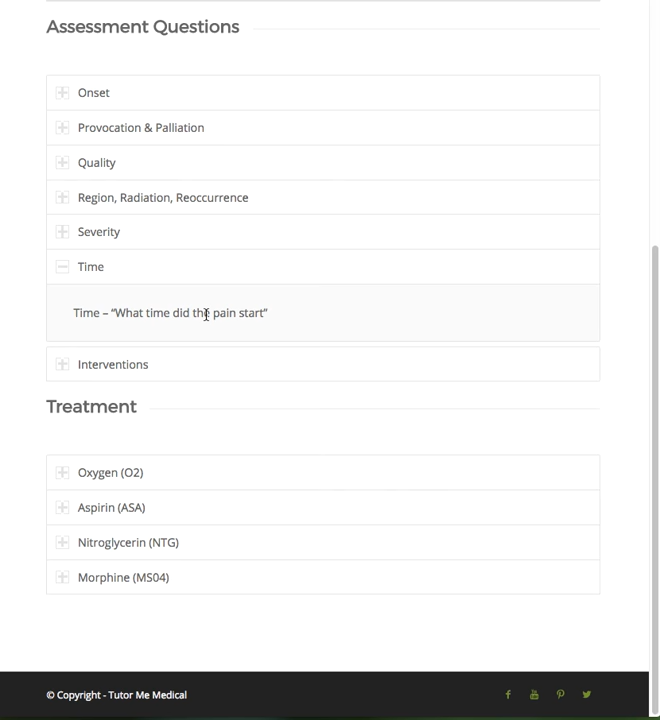 Assessment Questions
Onset
Provocation & Palliation
Quality
Region, Radiation, Reoccurrence
Severity
Time
Time – “What time did the pain start”
Interventions
Treatment
Oxygen (O2)
Aspirin (ASA)
Nitroglycerin (NTG)
Morphine (MS04)
© Copyright - Tutor Me Medical